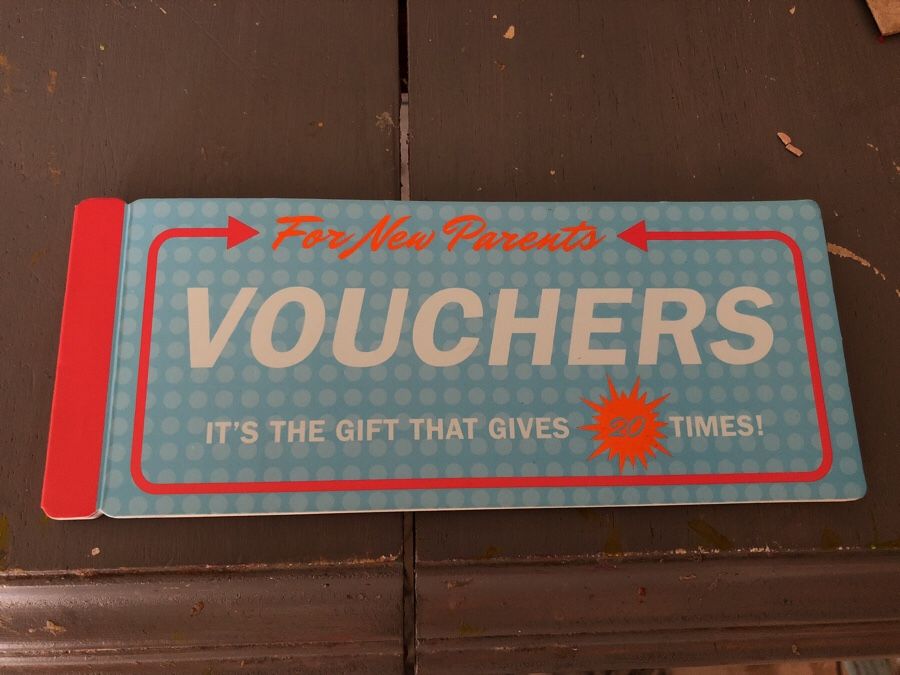 For New Parents
VOUCHERS
IT'S THE GIFT THAT GIVES 20 TIMES!